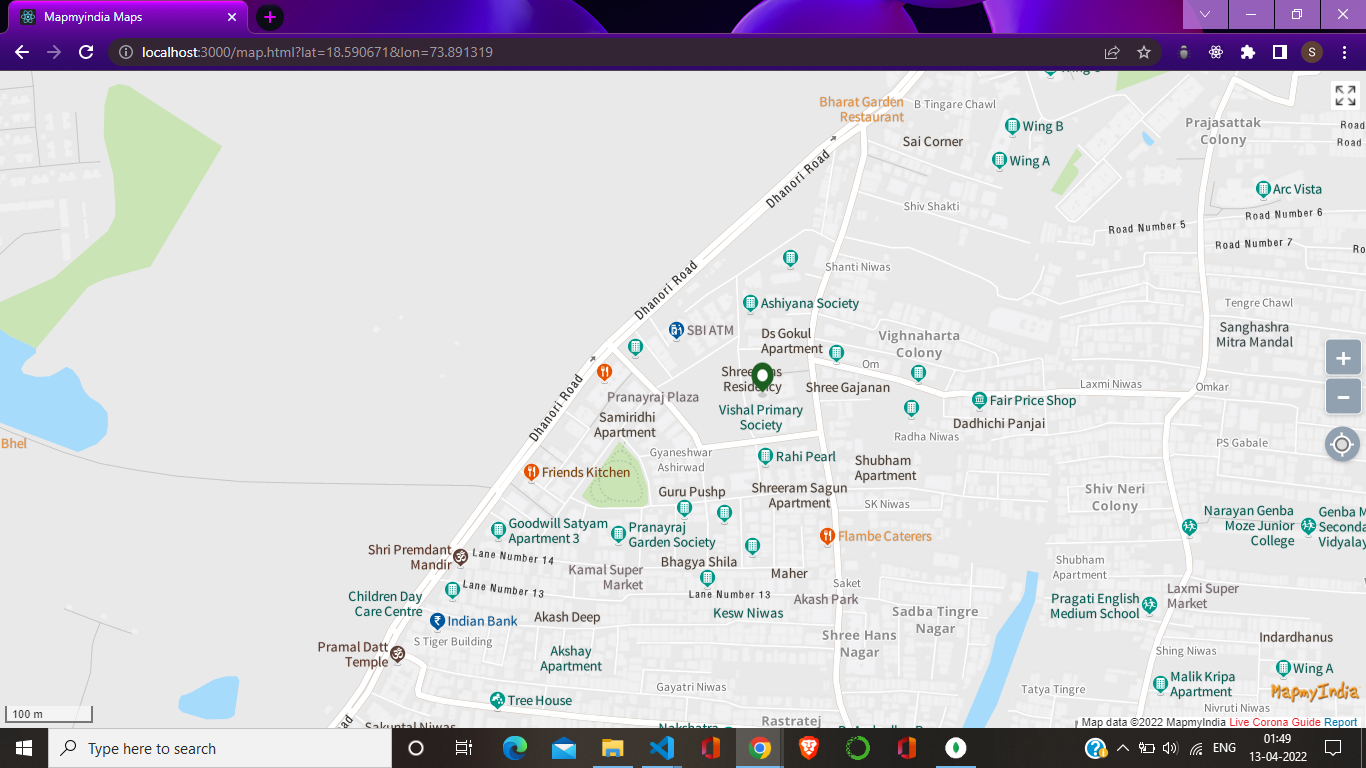 Mapmyindia Maps
localhost:3000/map.html?lat=18.590671&lon=73.891319
S
Bharat Garden
Restaurant
B Tingare Chawl
Wing B
Sai Corner
Wing A
Prajasattak
Colony
Road
Road
Dhanori Road
Shiv Shakti
Arc Vista
Road Number 5
Road Number 6
Road Number 7
Ro
Shanti Niwas
Dhanori Road
Ashiyana Society
Tengre Chawl
SBI ATM
Ds Gokul
Apartment
Vighnaharta
Colony
Sanghashra
Mitra Mandal
Om
Residency
Shree Gajanan
Laxmi Niwas
Omkar
Pranayraj Plaza
Fair Price Shop
Dhanori Road
Samiridhi
Apartment
Vishal Primary
Society
Dadhichi Panjai
Radha Niwas
PS Gabale
Bhel
Gyaneshwar
Ashirwad
Rahi Pearl
Shubham
Apartment
Friends Kitchen
Guru Pushp
Shreeram Sagun
Apartment
SK Niwas
Shiv Neri
Colony
Narayan Genba
Moze Junior
College
Genba M
Seconda
Vidyalay
Goodwill Satyam
Apartment 3
Pranayraj
Garden Society
Flambe Caterers
Shri Premdant
Mandir
Lane Number 14
Kamal Super
Market
Bhagya Shila
Maher
Shubham
Apartment
Children Day
Care Centre
Lane Number 13
Lane Number 13
Saket
Akash Park
Pragati English
Medium School
Laxmi Super
Market
Indian Bank
Akash Deep
Kesw Niwas
Sadba Tingre
Nagar
S Tiger Building
Shree Hans
Nagar
Indardhanus
Pramal Datt
Temple
Akshay
Apartment
Shing Niwas
Wing A
Gayatri Niwas
Tatya Tingre
Malik Kripa
Apartment
MapmyIndia
Tree House
Nivruti Niwas
100 m
Rastratej
Map data ©2022 MapmyIndia Live Corona Guide Report
Type here to search
ENG
01:49
13-04-2022